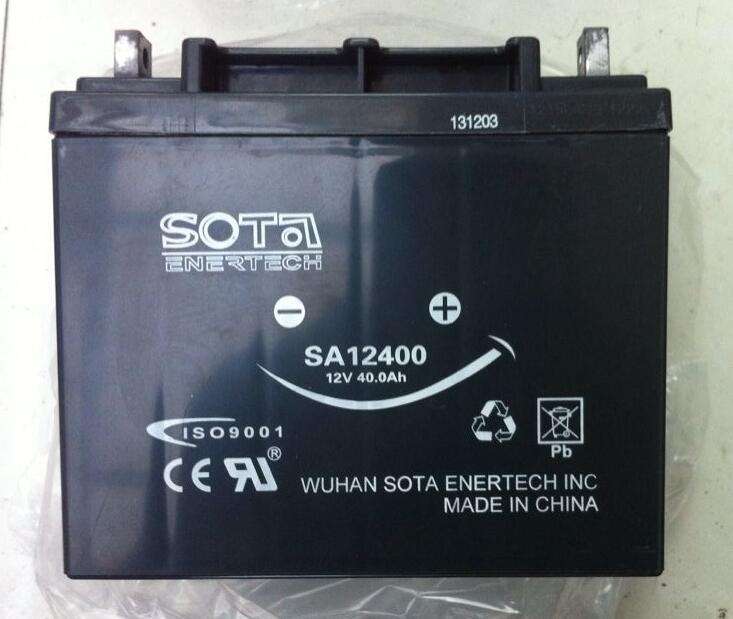 131203
SOTA
ENERTECH
SA12400
12V 40.0Ah
ISO9001
CE
Pb
WUHAN SOTA ENERTECH INC
MADE IN CHINA